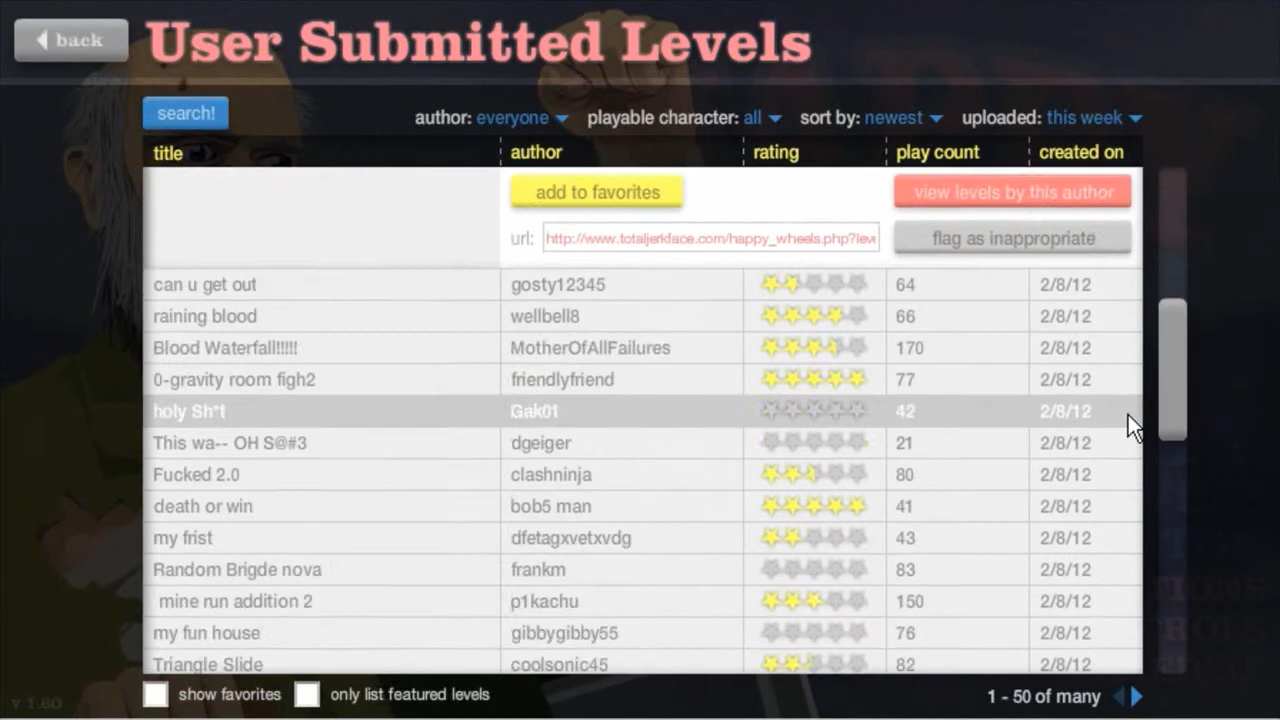 back
User Submitted Levels
search!
author: everyone playable character: all sort by: newest uploaded: this week
title author rating play count created on
add to favorites view levels by this author
url: http://www.totaljerkface.com/happy_wheels.php?leve flag as inappropriate
can u get out gosty12345 64 2/8/12
raining blood wellbell8 66 2/8/12
Blood Waterfall!!!!! MotherOfAllFailures 170 2/8/12
0-gravity room figh2 friendlyfriend 77 2/8/12
holy Sh*t Gak01 42 2/8/12
This wa-- OH S@#3 dgeiger 21 2/8/12
Fucked 2.0 clashninja 80 2/8/12
death or win bob5 man 41 2/8/12
my frist dfetagxvetxvdg 43 2/8/12
Random Brigde nova frankm 83 2/8/12
mine run addition 2 p1kachu 150 2/8/12
my fun house gibbygibby55 76 2/8/12
Triangle Slide coolsonic45 82 2/8/12
show favorites only list featured levels 1 - 50 of many
v 1.60